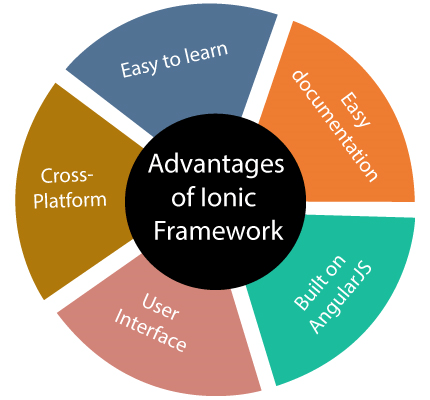 Advantages
of Ionic
Framework
Easy to learn
Easy
documentation
Built on
AngularJS
User
Interface
Cross-
Platform